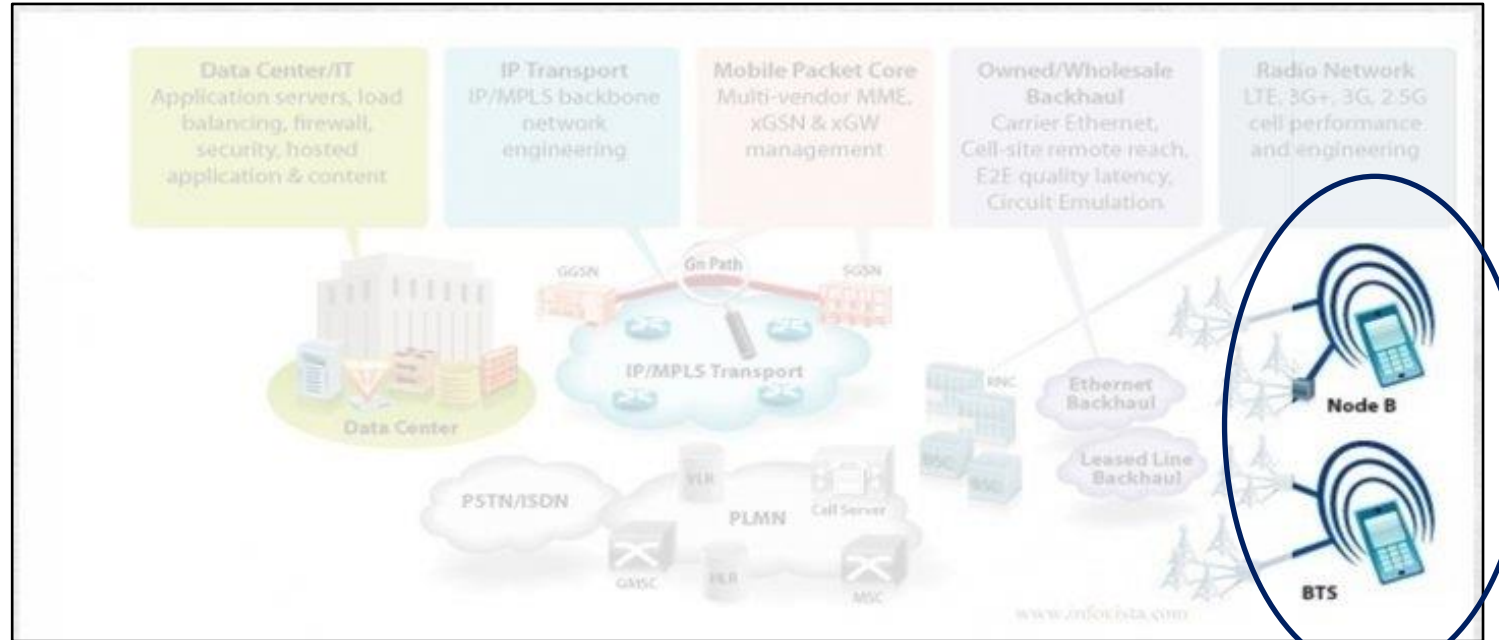 Data Center/IT
Application servers, load
balancing, firewall,
security, hosted
application & content
IP Transport
IP/MPLS backbone
network
engineering
Mobile Packet Core
Multi-vendor MME,
xGSN & xGW
management
Owned/Wholesale
Backhaul
Carrier Ethernet,
Cell-site remote reach,
E2E quality latency,
Circuit Emulation
Radio Network
LTE, 3G+, 3G, 2.5G
cell performance
and engineering
GGSN
Gn Path
SGSN
IP/MPLS Transport
Data Center
RNC
Ethernet
Backhaul
Node B
BSC
BSC
Leased Line
Backhaul
PSTN/ISDN
VLR
PLMN
Call Server
GMSC
HLR
MSC
BTS
www.infovista.com